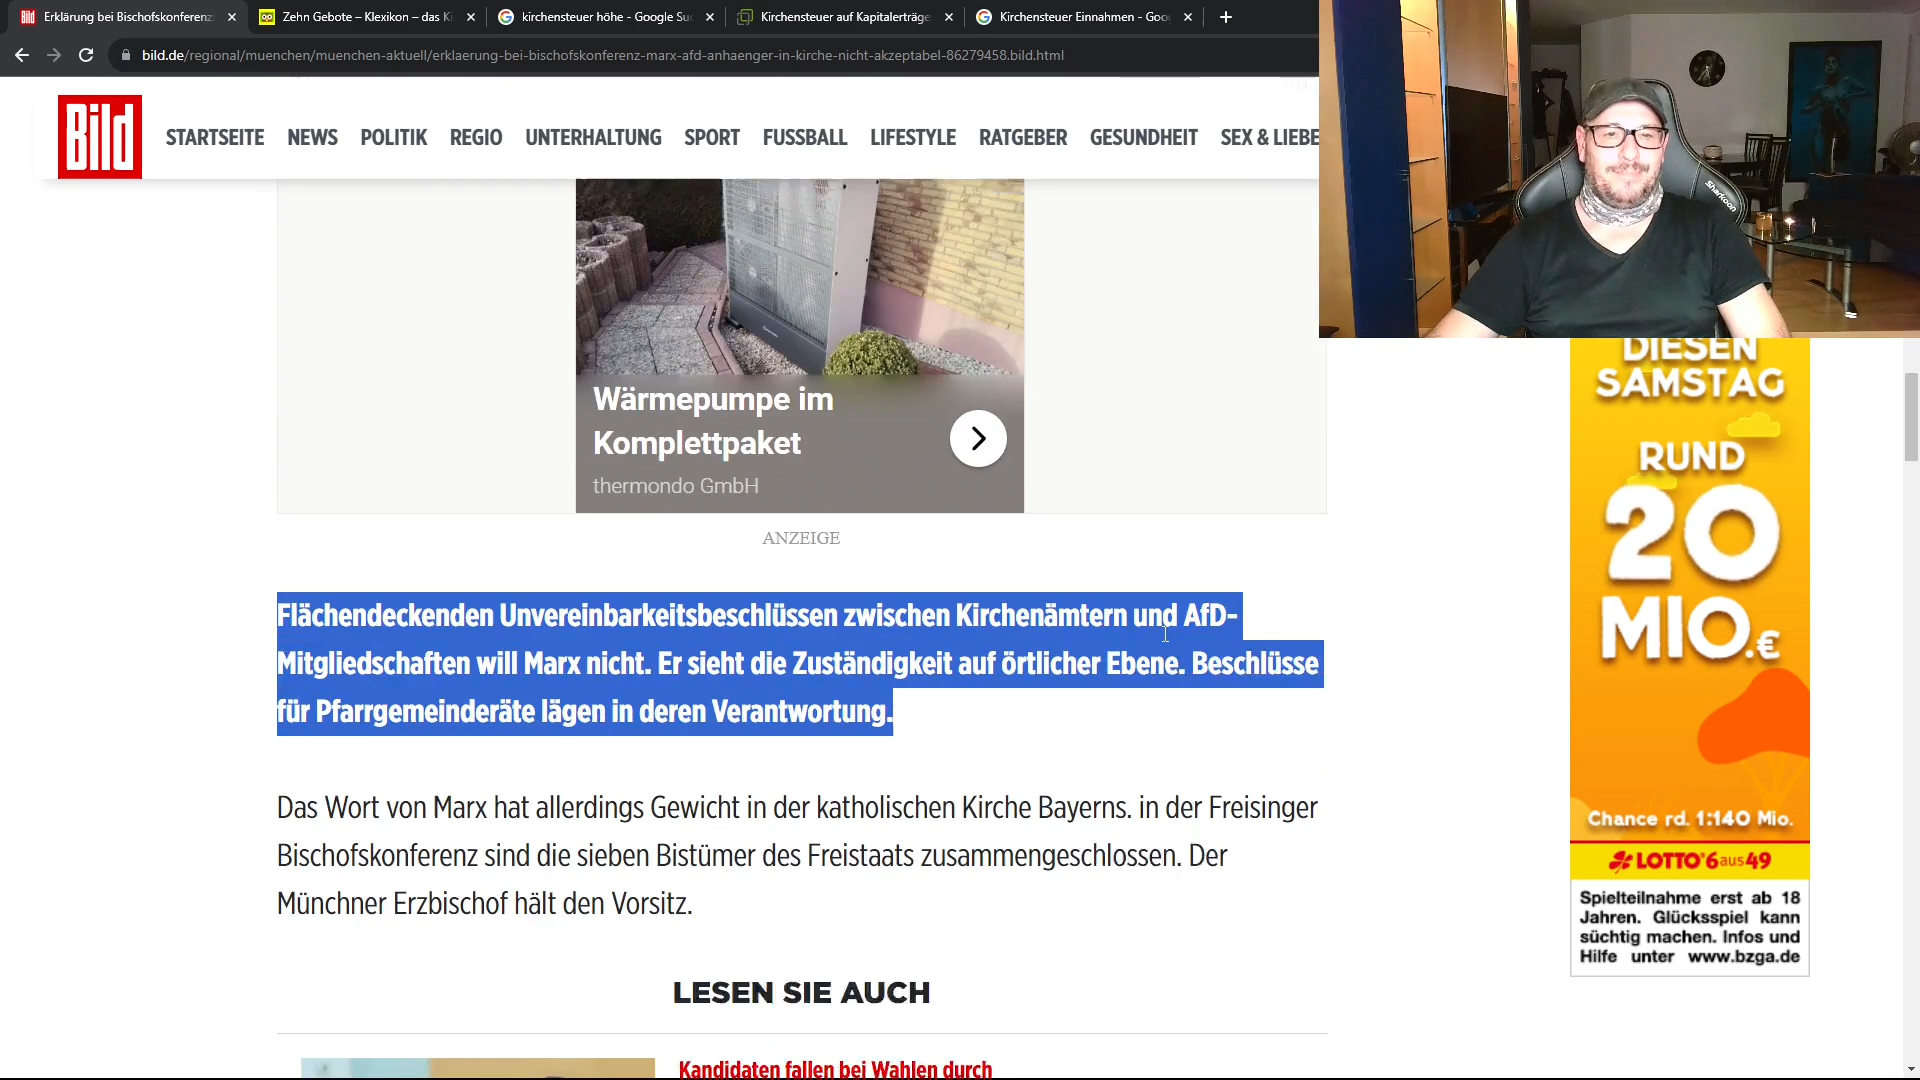 Erklärung bei Bischofskonferenz:
Zehn Gebote – Klexikon – das Ki
kirchensteuer höhe - Google Su
Kirchensteuer auf Kapitalerträge
Kirchensteuer Einnahmen - Goo
bild.de/regional/muenchen/muenchen-aktuell/erklaerung-bei-bischofskonferenz-marx-afd-anhaenger-in-kirche-nicht-akzeptabel-86279458.bild.html
Bild
STARTSEITE NEWS POLITIK REGIO UNTERHALTUNG SPORT FUSSBALL LIFESTYLE RATGEBER GESUNDHEIT SEX & LIEBE
Sharkoon
Wärmepumpe im
Komplettpaket
thermondo GmbH
ANZEIGE
Flächendeckenden Unvereinbarkeitsbeschlüssen zwischen Kirchenämtern und AfD-
Mitgliedschaften will Marx nicht. Er sieht die Zuständigkeit auf örtlicher Ebene. Beschlüsse
für Pfarrgemeinderäte lägen in deren Verantwortung.
Das Wort von Marx hat allerdings Gewicht in der katholischen Kirche Bayerns. in der Freisinger
Bischofskonferenz sind die sieben Bistümer des Freistaats zusammengeschlossen. Der
Münchner Erzbischof hält den Vorsitz.
LESEN SIE AUCH
Kandidaten fallen bei Wahlen durch
DIESEN
SAMSTAG
RUND
20
MIO.€
Chance rd. 1:140 Mio.
LOTTO 6aus49
Spielteilnahme erst ab 18
Jahren. Glücksspiel kann
süchtig machen. Infos und
Hilfe unter www.bzga.de